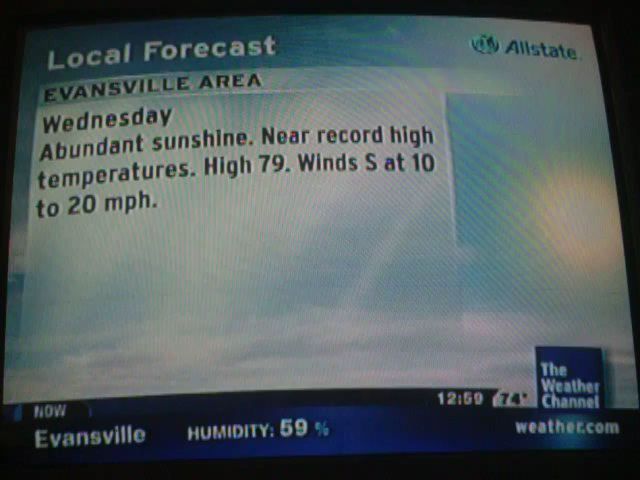 Local Forecast
Allstate
EVANSVILLE AREA
Wednesday
Abundant sunshine. Near record high
temperatures. High 79. Winds S at 10
to 20 mph.
12:59 74°
The
Weather
Channel
NOW
Evansville
HUMIDITY: 59 %
weather.com